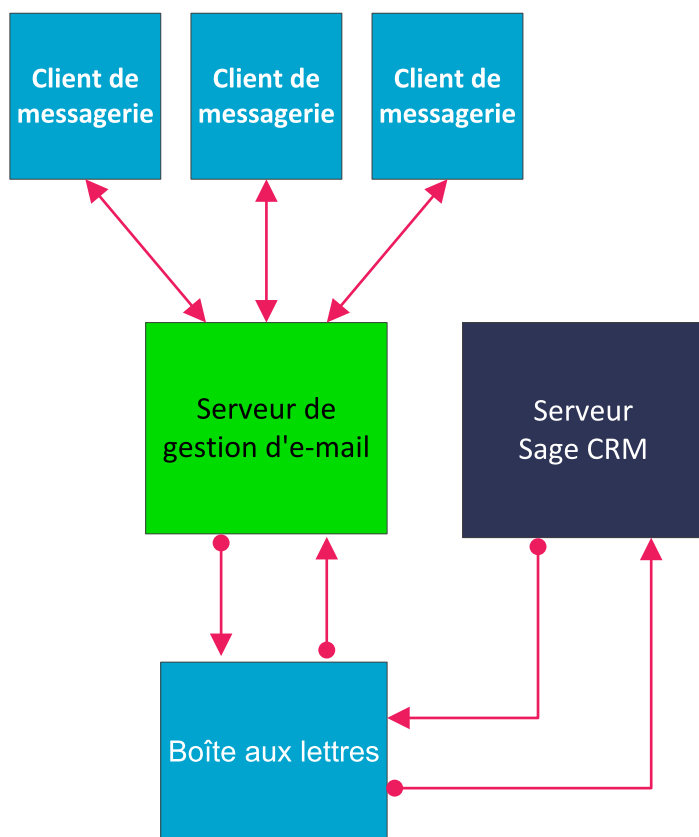 Client de
messagerie
Client de
messagerie
Client de
messagerie
Serveur de
gestion d'e-mail
Serveur
Sage CRM
Boîte aux lettres